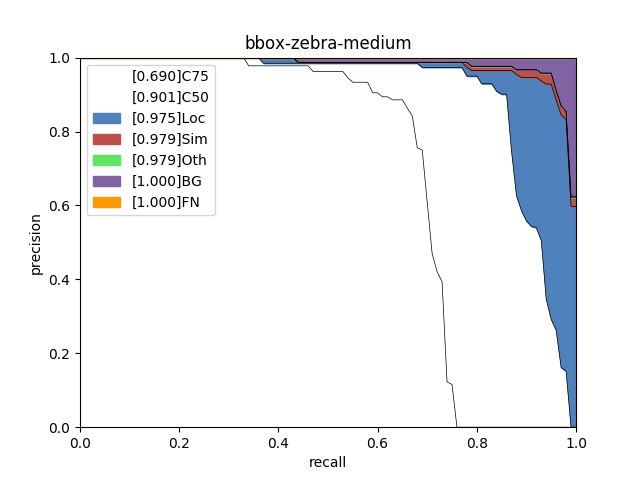 bbox-zebra-medium
[0.690]C75
[0.901]C50
[0.975]Loc
[0.979]Sim
[0.979]Oth
[1.000]BG
[1.000]FN
1.0
0.8
0.6
0.4
0.2
0.0
precision
0.0 0.2 0.4 0.6 0.8 1.0
recall